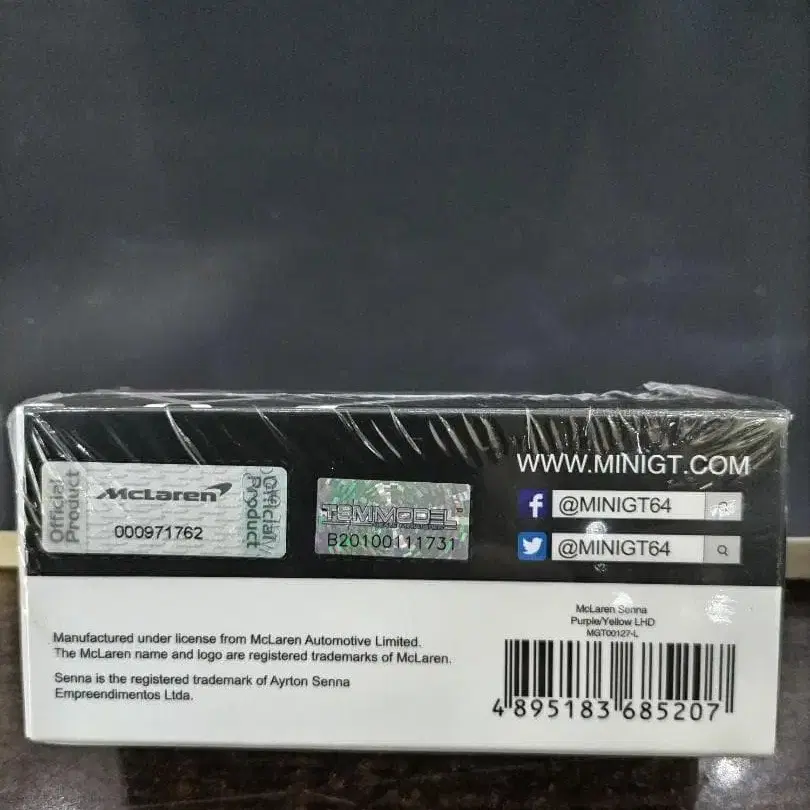 WWW.MINIGT.COM
Official Product
McLaren
Official Product
000971762
TSMMODEL
B20100111731
@MINIGT64
@MINIGT64
McLaren Senna
Purple/Yellow LHD
MGT00127-L
Manufactured under license from McLaren Automotive Limited.
The McLaren name and logo are registered trademarks of McLaren.
Senna is the registered trademark of Ayrton Senna
Empreendimentos Ltda.
4 895183 685207